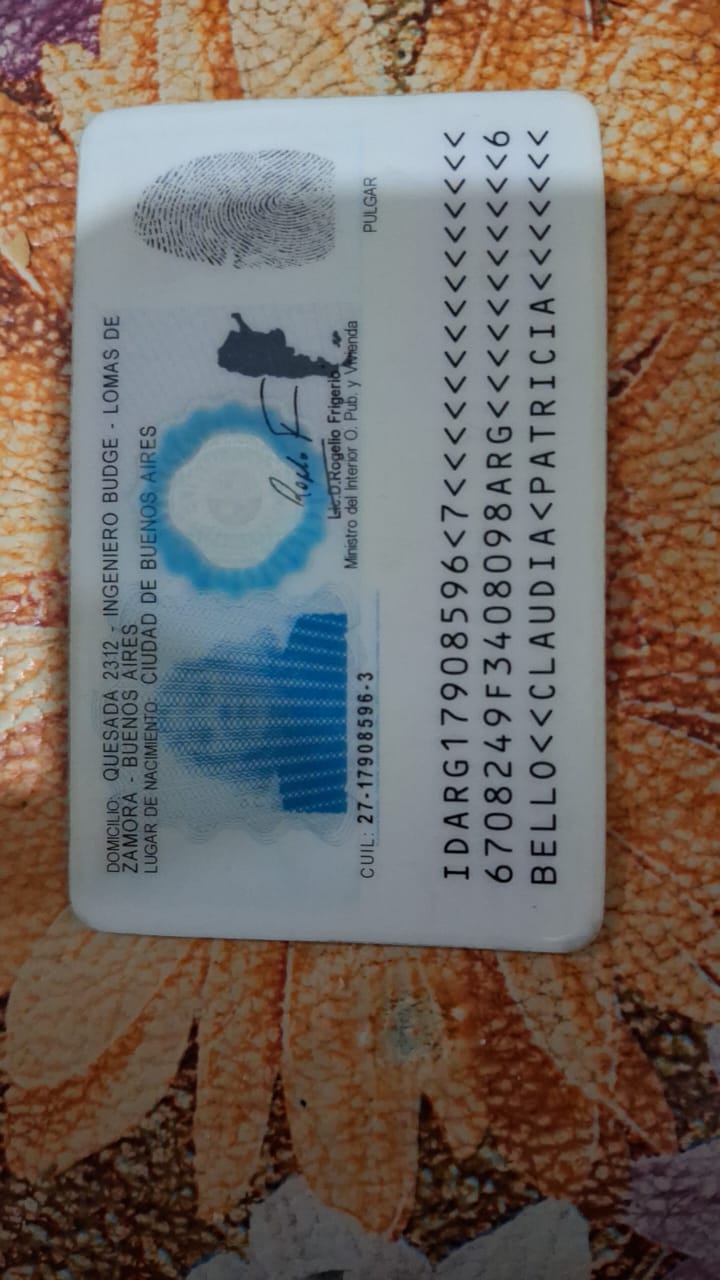 DOMICILIO: QUESADA 2312 - INGENIERO BUDGE - LOMAS DE
ZAMORA - BUENOS AIRES
LUGAR DE NACIMIENTO: CIUDAD DE BUENOS AIRES
PULGAR
Lic.D.Rogelio Frigerio
Ministro del Interior O. Pub. y Vivienda
CUIL: 27-17908596-3
IDARG17908596<7<<<<<<<<<<<<<<<
6708249F3408098ARG<<<<<<<<<<<6
BELLO<<CLAUDIA<PATRICIA<<<<<<<